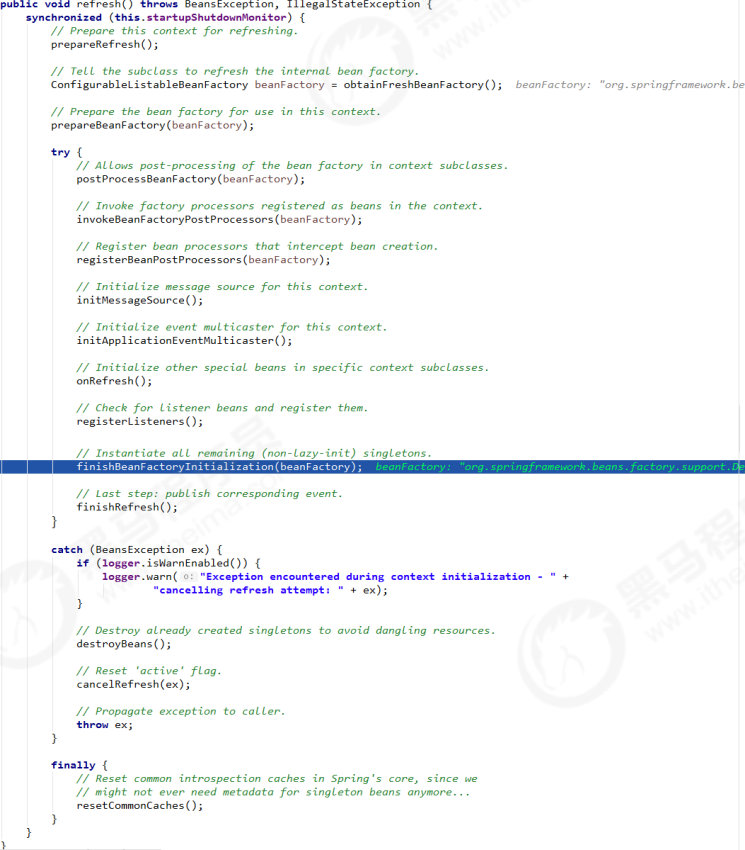 public void refresh() throws BeansException, IllegalStateException {
synchronized (this.startupShutdownMonitor) {
// Prepare this context for refreshing.
prepareRefresh();
// Tell the subclass to refresh the internal bean factory.
ConfigurableListableBeanFactory beanFactory = obtainFreshBeanFactory(); beanFactory: "org.springframework.be
// Prepare the bean factory for use in this context.
prepareBeanFactory(beanFactory);
try {
// Allows post-processing of the bean factory in context subclasses.
postProcessBeanFactory(beanFactory);
// Invoke factory processors registered as beans in the context.
invokeBeanFactoryPostProcessors(beanFactory);
// Register bean processors that intercept bean creation.
registerBeanPostProcessors(beanFactory);
// Initialize message source for this context.
initMessageSource();
// Initialize event multicaster for this context.
initApplicationEventMulticaster();
// Initialize other special beans in specific context subclasses.
onRefresh();
// Check for listener beans and register them.
registerListeners();
// Instantiate all remaining (non-lazy-init) singletons.
finishBeanFactoryInitialization(beanFactory); beanFactory: "org.springframework.beans.factory.support.De
// Last step: publish corresponding event.
finishRefresh();
}
catch (BeansException ex) {
if (logger.isWarnEnabled()) {
logger.warn( o: "Exception encountered during context initialization - " +
"cancelling refresh attempt: " + ex);
}
// Destroy already created singletons to avoid dangling resources.
destroyBeans();
// Reset 'active' flag.
cancelRefresh(ex);
// Propagate exception to caller.
throw ex;
}
finally {
// Reset common introspection caches in Spring's core, since we
// might not ever need metadata for singleton beans anymore...
resetCommonCaches();
}
}
}